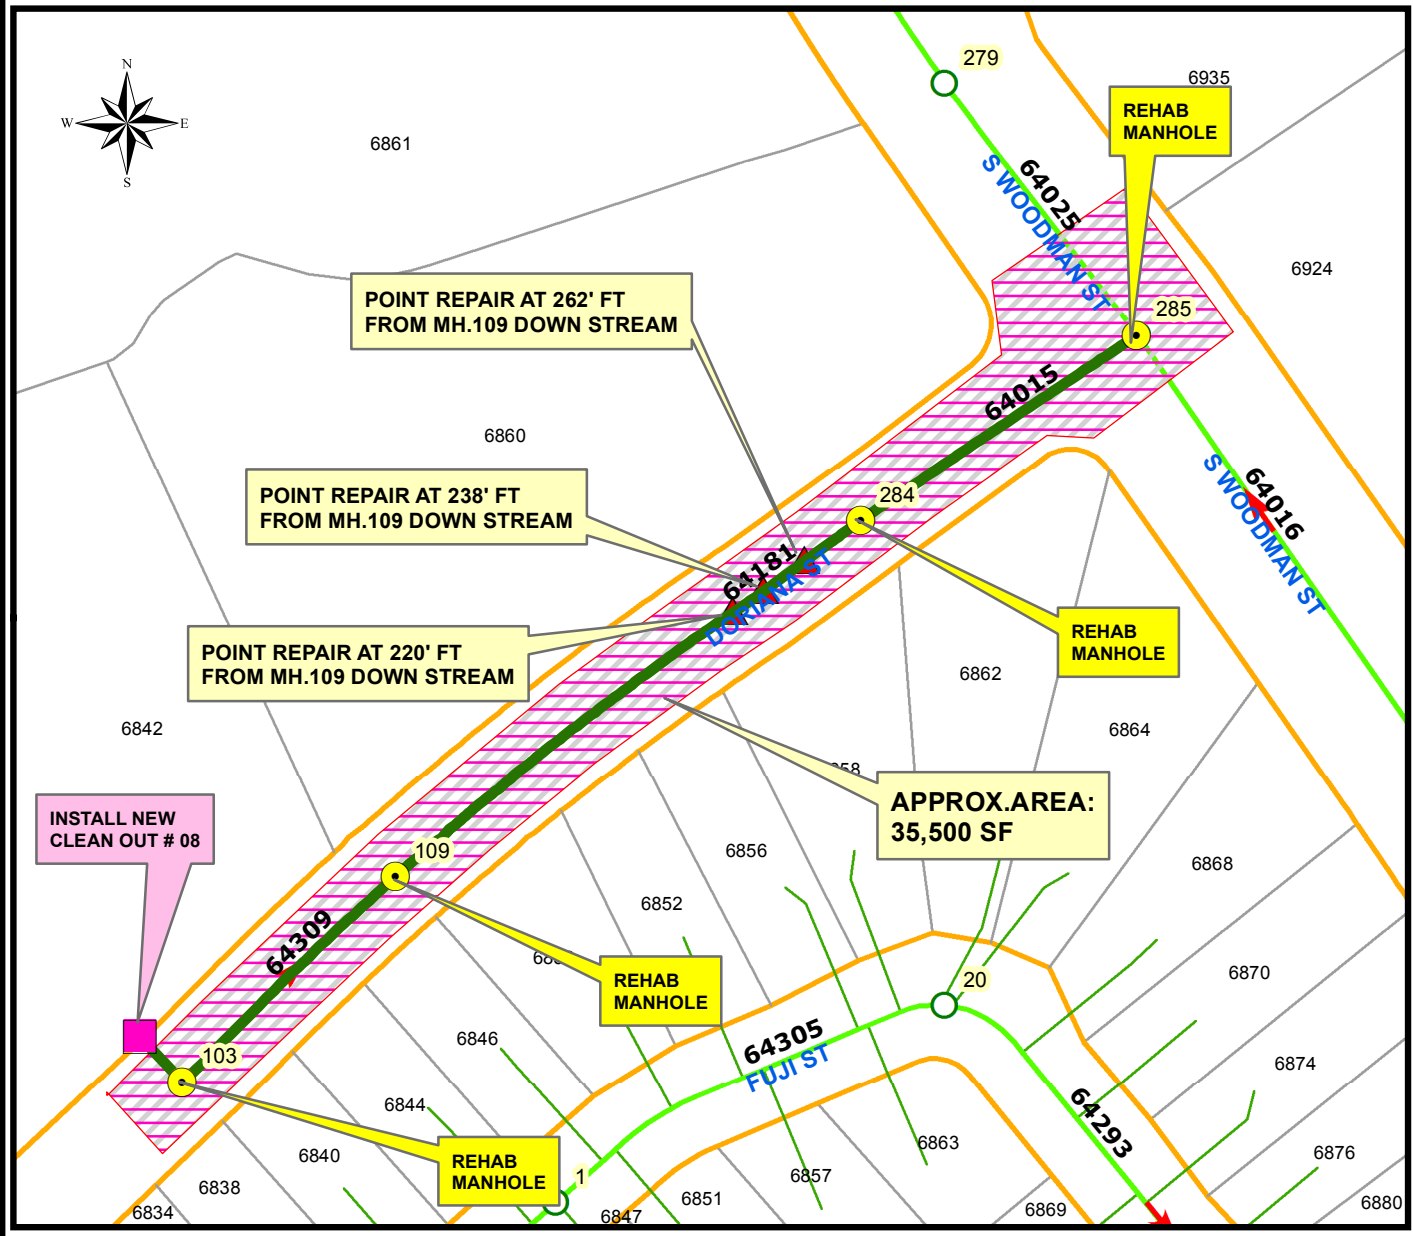 279
6935
REHAB
MANHOLE
N
W
E
S
6861
64025
S WOODMAN ST
6924
POINT REPAIR AT 262' FT
FROM MH.109 DOWN STREAM
285
64015
6860
POINT REPAIR AT 238' FT
FROM MH.109 DOWN STREAM
284
64016
S WOODMAN ST
64181
DORIANA ST
REHAB
MANHOLE
POINT REPAIR AT 220' FT
FROM MH.109 DOWN STREAM
6862
6842
6864
58
APPROX.AREA:
35,500 SF
INSTALL NEW
CLEAN OUT # 08
109
6856
6868
6852
64309
REHAB
MANHOLE
6870
20
64305
FUJI ST
103
6846
6874
6844
64293
6863
6840
REHAB
MANHOLE
6876
1
6857
6838
6851
6834
6847
6869
6880